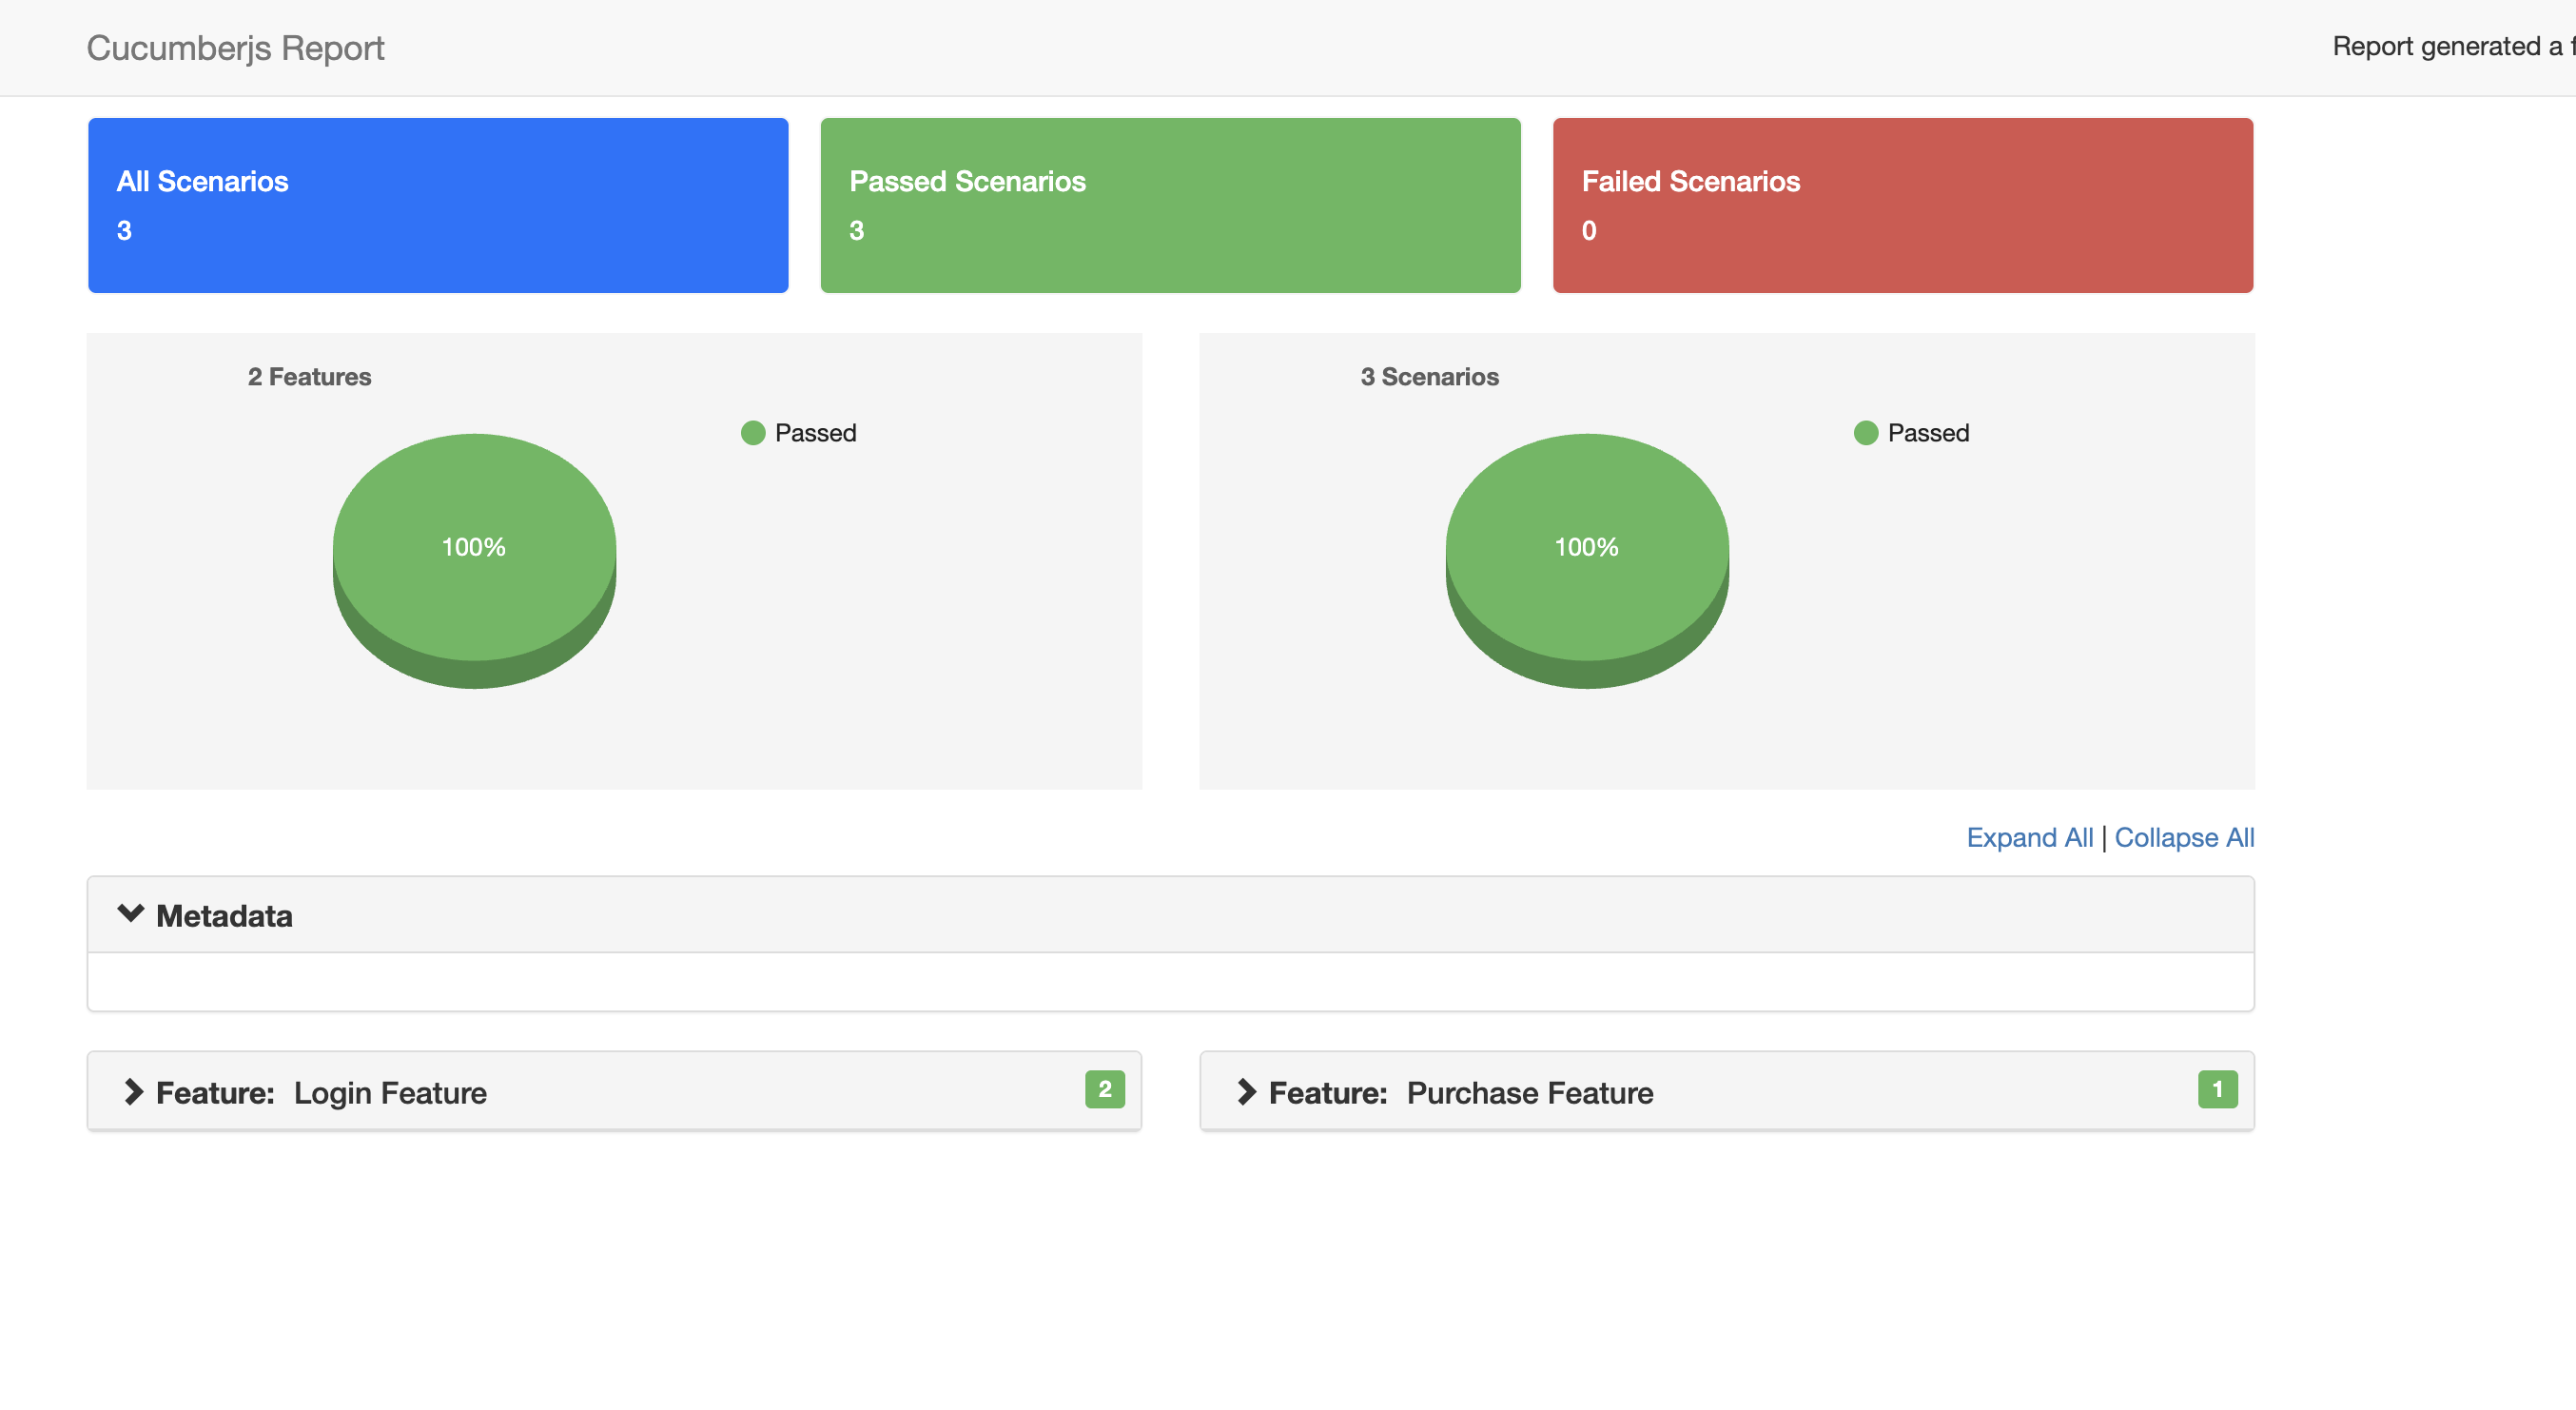 Cucumberjs Report
Report generated a
All Scenarios
3
Passed Scenarios
3
Failed Scenarios
0
2 Features
Passed
100%
3 Scenarios
Passed
100%
Expand All | Collapse All
Metadata
Feature: Login Feature
2
Feature: Purchase Feature
1